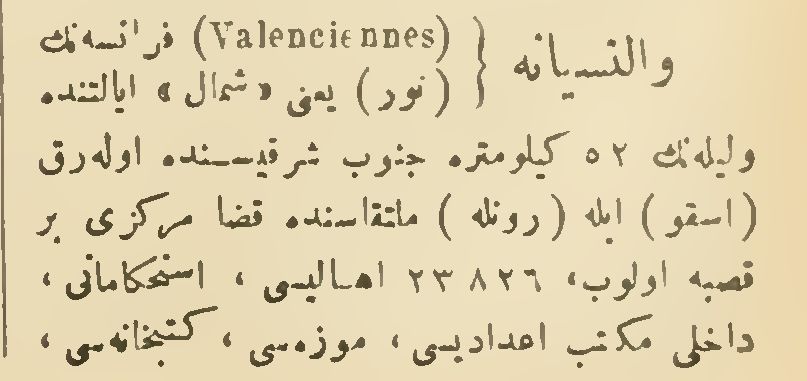 والنسیانه { (Valenciennes) فرانسه‌نك
(نور) یعنی «شمال» ایالتنده
ولیله‌نك ٥٢ کیلومتره جنوب شرقیسنده اوله‌رق
(اسقو) ایله (رونله) ملتقاسنده قضا مرکزی بر
قصبه اولوب، ٢٣٨٢٦ اهالیسی، استحکاماتی،
داخلی مکتب اعدادیسی، موزه‌سی، کتبخانه‌سی،